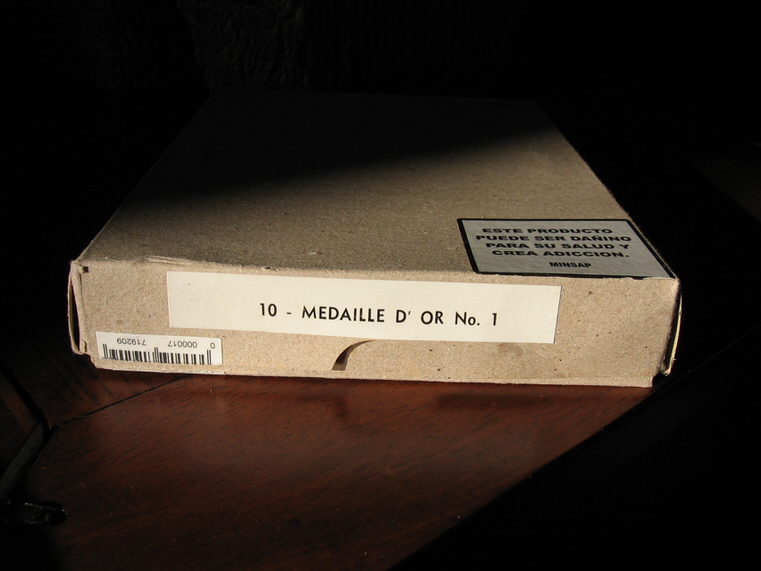 ESTE PRODUCTO
PUEDE SER DAÑINO
PARA SU SALUD Y
CREA ADICCION.
MINSAP
10 - MEDAILLE D' OR No. 1
0 000017 719209